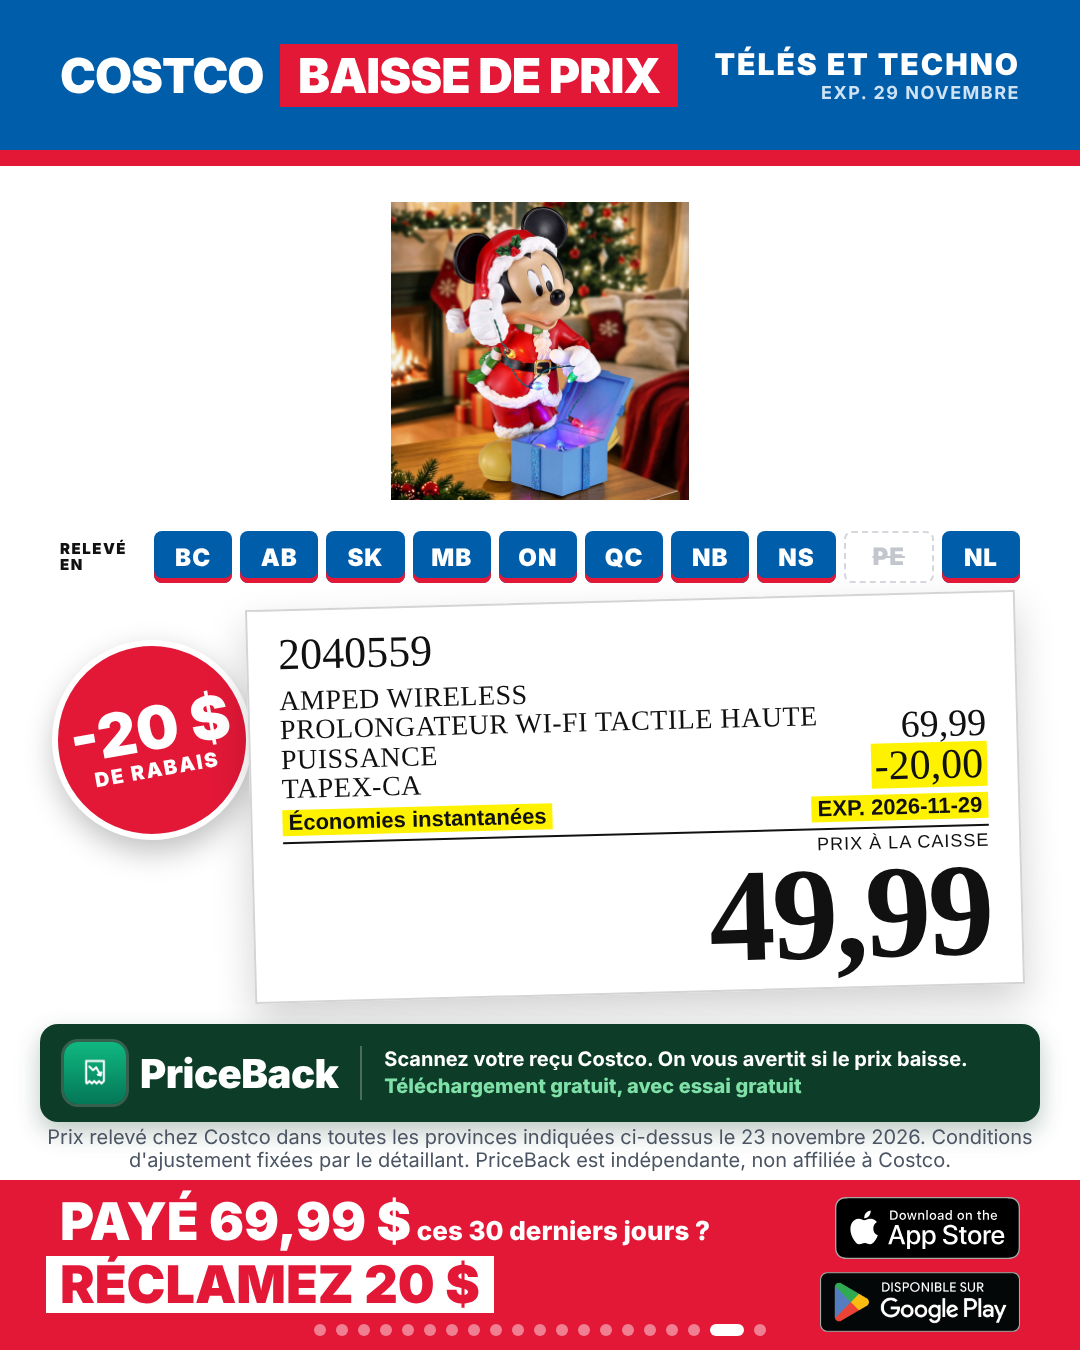 COSTCO BAISSE DE PRIX
TÉLÉS ET TECHNO
EXP. 29 NOVEMBRE
RELEVÉ EN
BC AB SK MB ON QC NB NS PE NL
-20 $
DE RABAIS
2040559
AMPED WIRELESS
PROLONGATEUR WI-FI TACTILE HAUTE
PUISSANCE
TAPEX-CA
69,99
-20,00
Économies instantanées
EXP. 2026-11-29
PRIX À LA CAISSE
49,99
PriceBack
Scannez votre reçu Costco. On vous avertit si le prix baisse.
Téléchargement gratuit, avec essai gratuit
Prix relevé chez Costco dans toutes les provinces indiquées ci-dessus le 23 novembre 2026. Conditions
d'ajustement fixées par le détaillant. PriceBack est indépendante, non affiliée à Costco.
PAYÉ 69,99 $ ces 30 derniers jours ?
RÉCLAMEZ 20 $
Download on the
App Store
DISPONIBLE SUR
Google Play